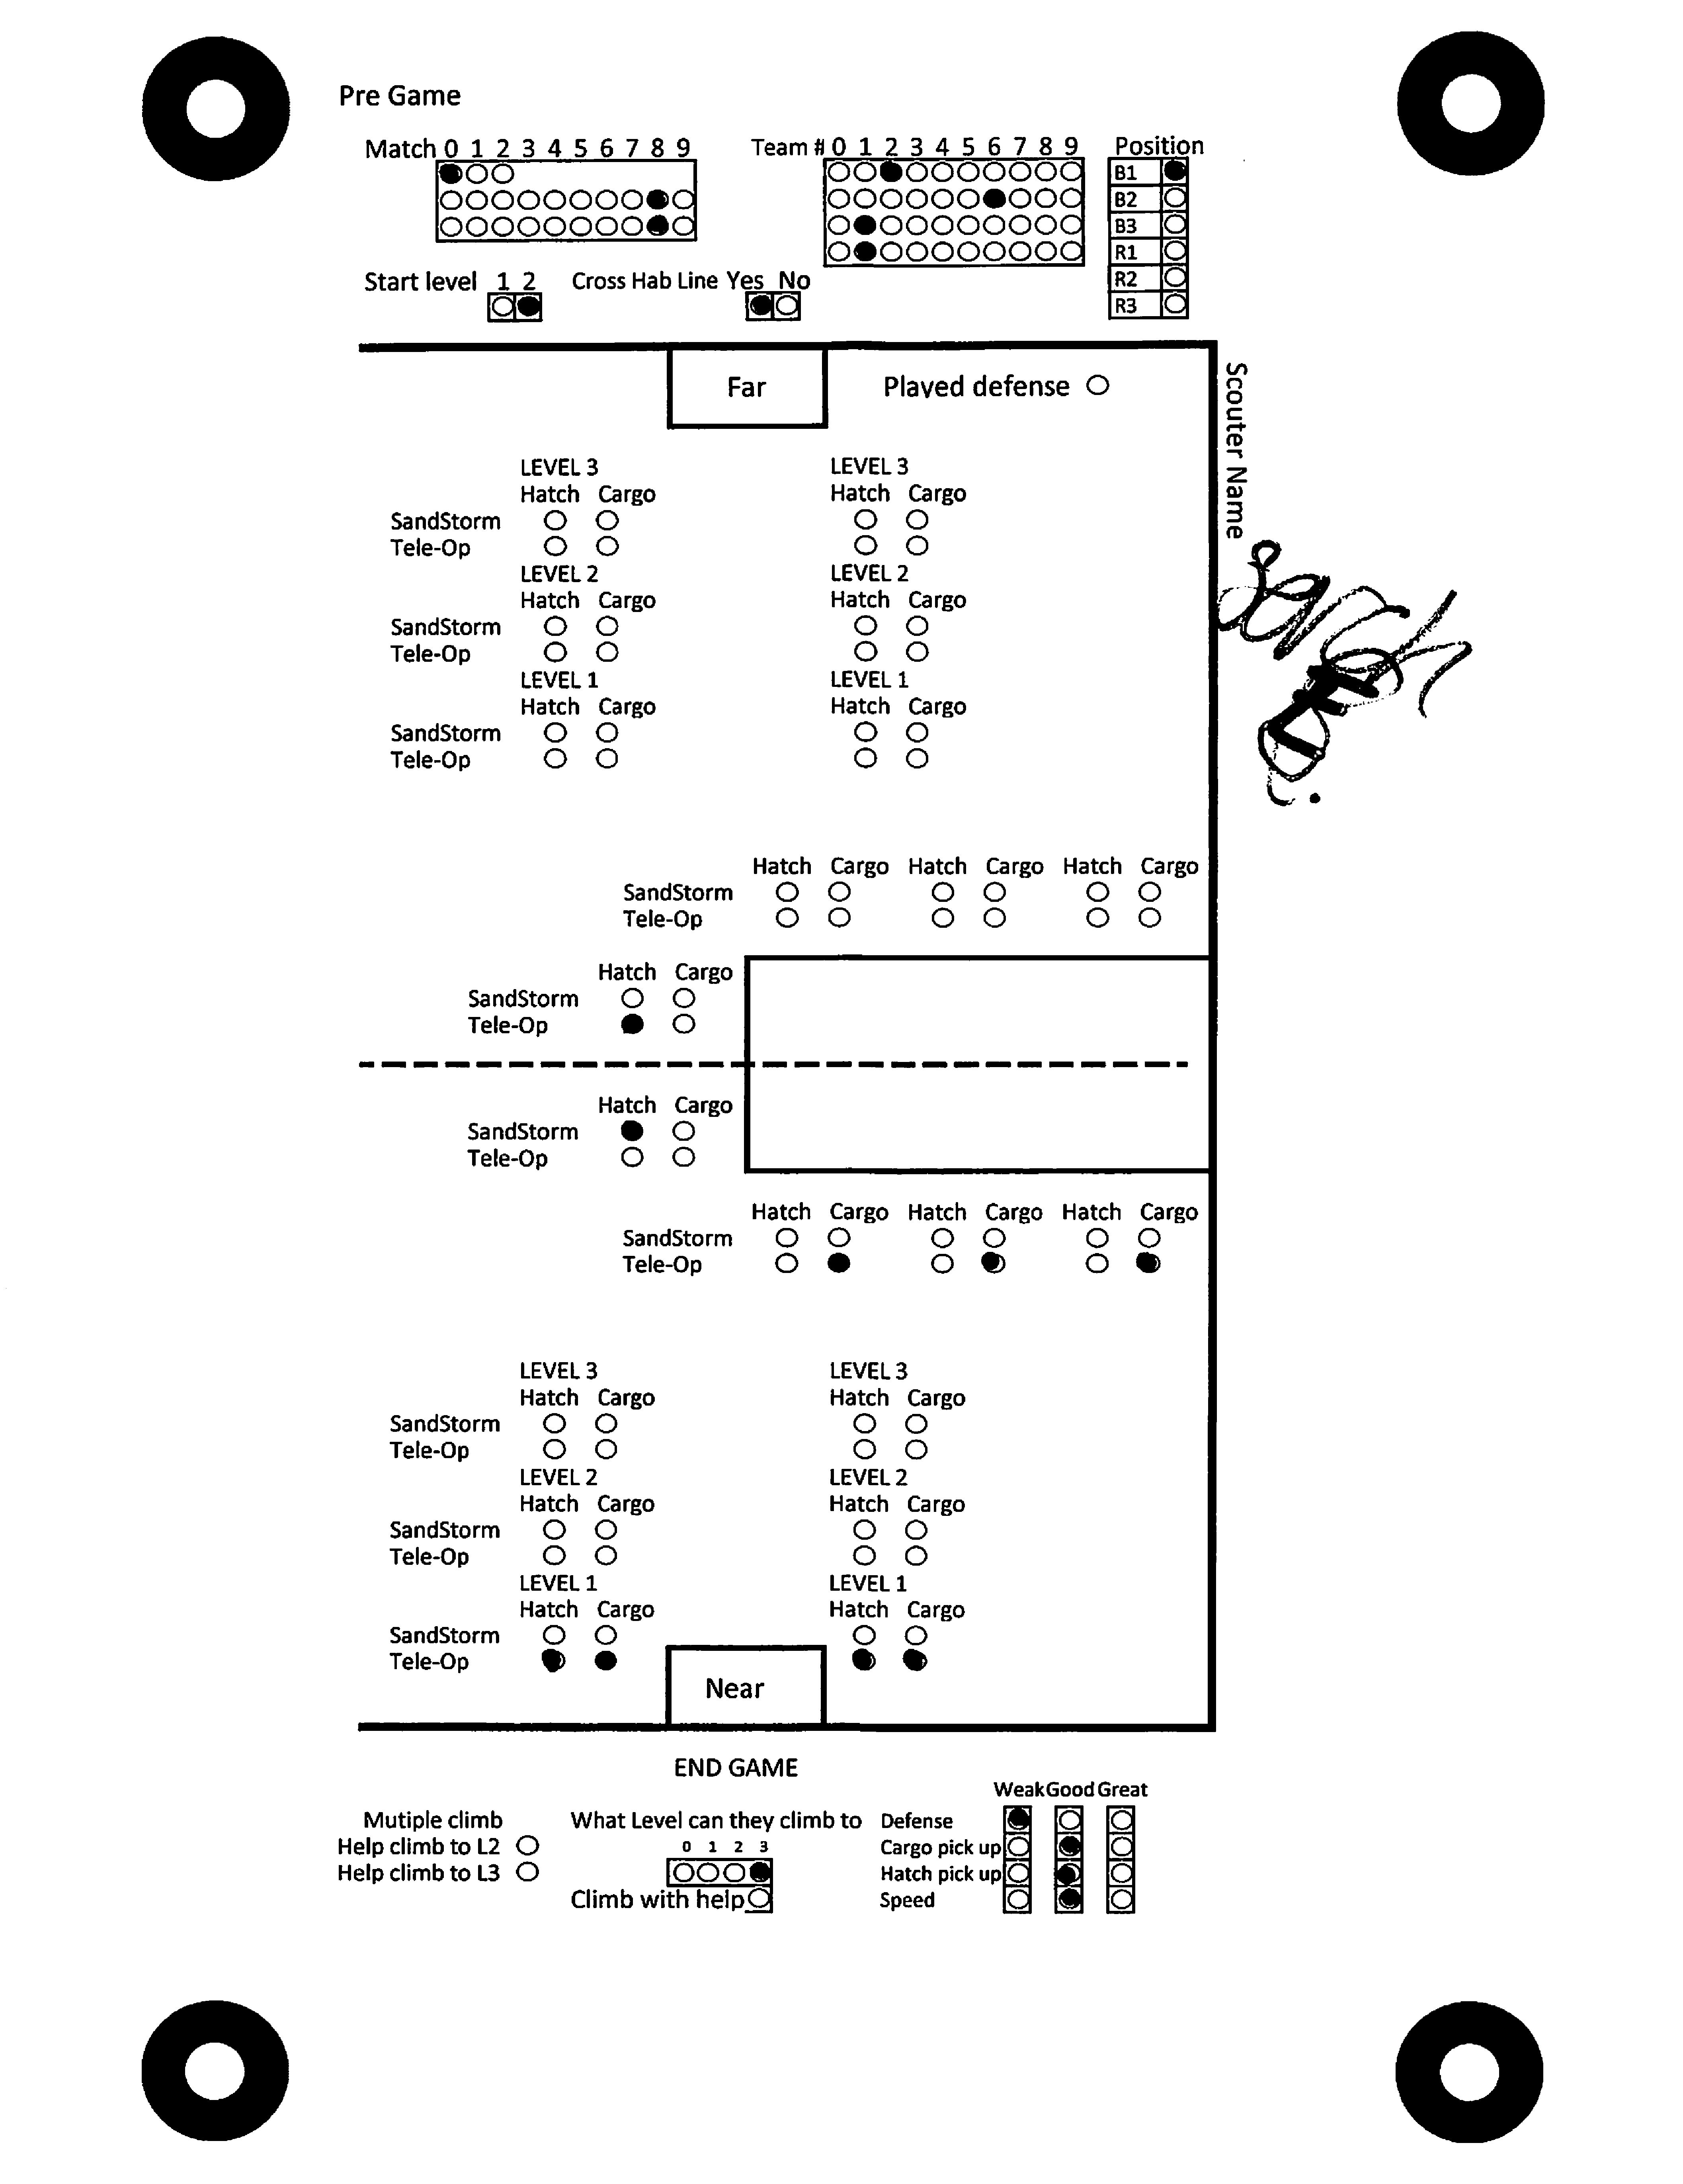 Pre Game
Match 0 1 2 3 4 5 6 7 8 9
Team # 0 1 2 3 4 5 6 7 8 9
Position
B1
B2
B3
R1
R2
R3
Start level 1 2
Cross Hab Line Yes No
Far
Played defense
Scouter Name
LEVEL 3 LEVEL 3
Hatch Cargo Hatch Cargo
SandStorm
Tele-Op
LEVEL 2 LEVEL 2
Hatch Cargo Hatch Cargo
SandStorm
Tele-Op
LEVEL 1 LEVEL 1
Hatch Cargo Hatch Cargo
SandStorm
Tele-Op
Hatch Cargo Hatch Cargo Hatch Cargo
SandStorm
Tele-Op
Hatch Cargo
SandStorm
Tele-Op
Hatch Cargo
SandStorm
Tele-Op
Hatch Cargo Hatch Cargo Hatch Cargo
SandStorm
Tele-Op
LEVEL 3 LEVEL 3
Hatch Cargo Hatch Cargo
SandStorm
Tele-Op
LEVEL 2 LEVEL 2
Hatch Cargo Hatch Cargo
SandStorm
Tele-Op
LEVEL 1 LEVEL 1
Hatch Cargo Hatch Cargo
SandStorm
Tele-Op
Near
END GAME
Mutiple climb
Help climb to L2
Help climb to L3
What Level can they climb to
0 1 2 3
Climb with help
Weak Good Great
Defense
Cargo pick up
Hatch pick up
Speed